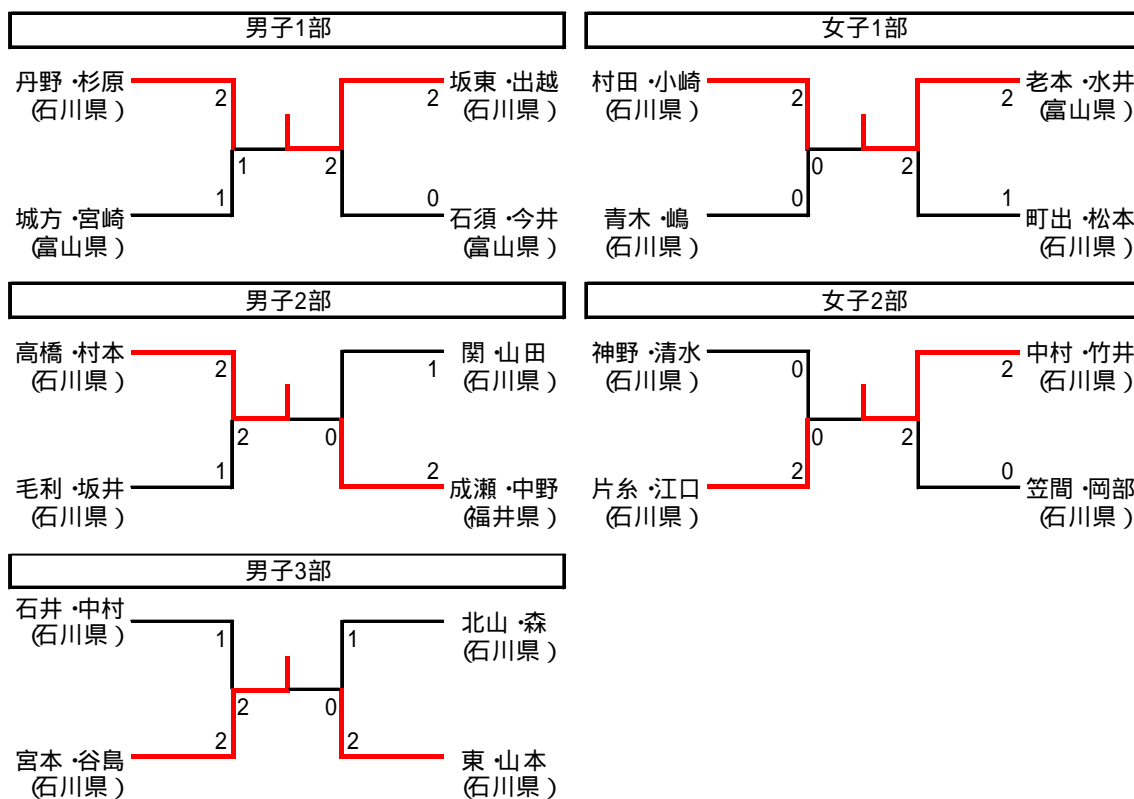 男子1部
丹野・杉原
(石川県)
2
坂東・出越
(石川県)
2
1
2
城方・宮崎
(富山県)
1
石須・今井
(富山県)
0
女子1部
村田・小崎
(石川県)
2
老本・水井
(富山県)
2
0
2
青木・嶋
(石川県)
0
町出・松本
(石川県)
1
男子2部
高橋・村本
(石川県)
2
関・山田
(石川県)
1
2
0
毛利・坂井
(石川県)
1
成瀬・中野
(福井県)
2
女子2部
神野・清水
(石川県)
0
中村・竹井
(石川県)
2
0
2
片糸・江口
(石川県)
2
笠間・岡部
(石川県)
0
男子3部
石井・中村
(石川県)
1
北山・森
(石川県)
1
2
0
宮本・谷島
(石川県)
2
東・山本
(石川県)
2